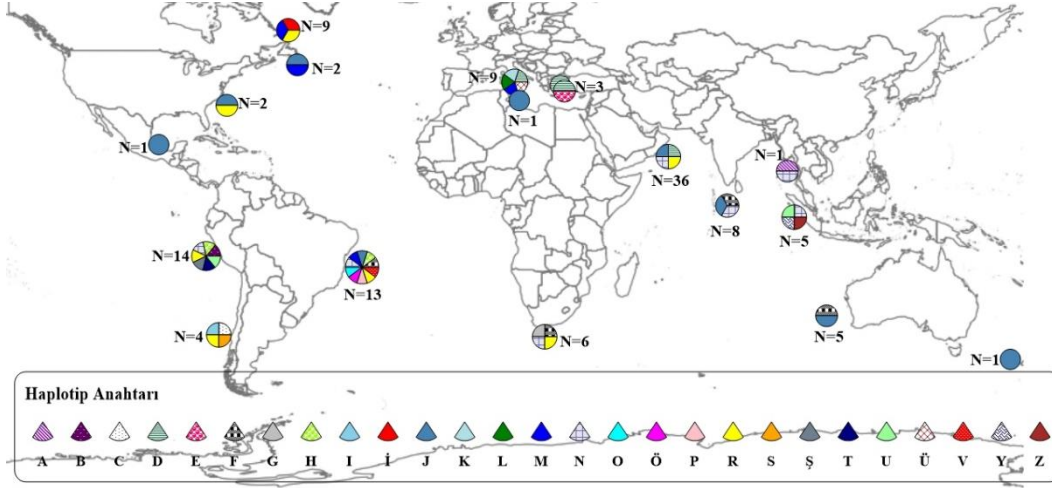 N=9
N=2
N=2
N=1
N=9
N=3
N=1
N=36
N=1
N=8
N=5
N=14
N=13
N=4
N=6
N=5
N=1
Haplotip Anahtarı
A B C D E F G H I İ J K L M N O Ö P R S Ş T U Ü V Y Z